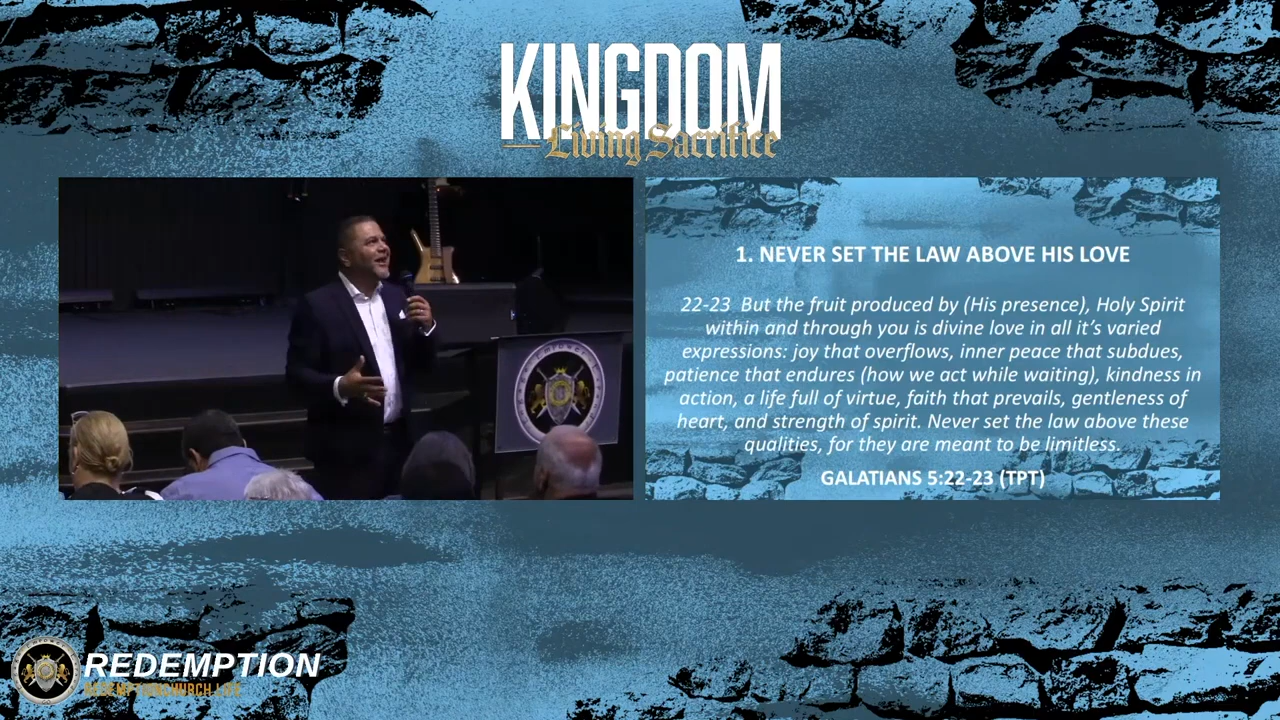 KINGDOM
Living Sacrifice
1. NEVER SET THE LAW ABOVE HIS LOVE
22-23 But the fruit produced by (His presence), Holy Spirit
within and through you is divine love in all it's varied
expressions: joy that overflows, inner peace that subdues,
patience that endures (how we act while waiting), kindness in
action, a life full of virtue, faith that prevails, gentleness of
heart, and strength of spirit. Never set the law above these
qualities, for they are meant to be limitless.
GALATIANS 5:22-23 (TPT)
REDEMPTION
REDEMPTIONCHURCH.LIFE